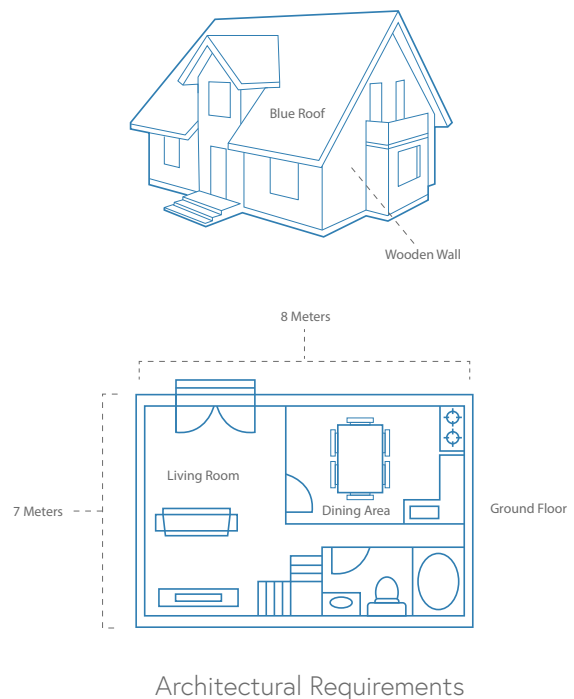 Blue Roof
Wooden Wall
8 Meters
Living Room
7 Meters
Dining Area
Ground Floor
Architectural Requirements